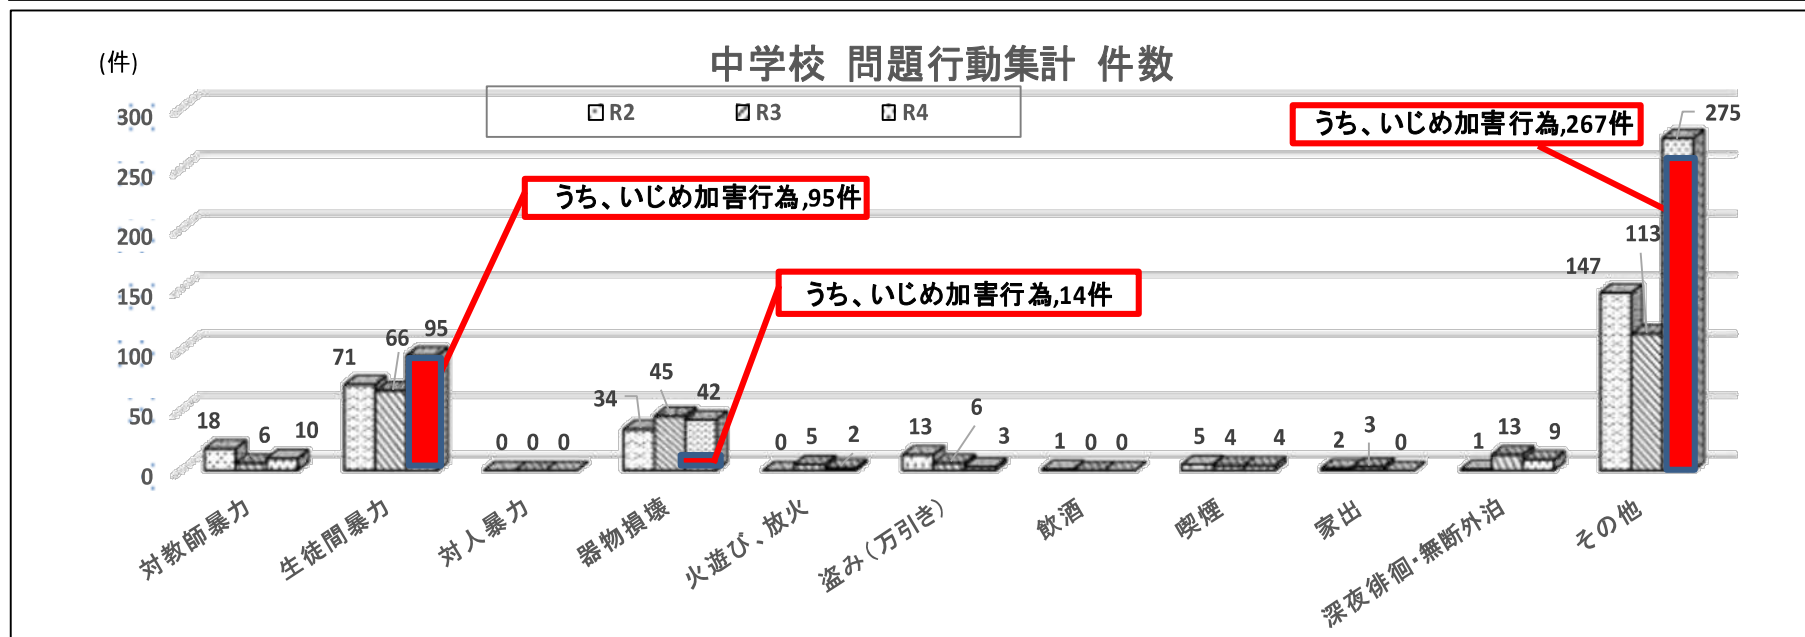 中学校 問題行動集計 件数
(件)
R2 R3 R4
うち、いじめ加害行為,267件
うち、いじめ加害行為,95件
うち、いじめ加害行為,14件
300
250
200
150
100
50
0
18 6 10
71 66 95
0 0 0
34 45 42
0 5 2
13 6 3
1 0 0
5 4 4
2 3 0
1 13 9
147 113 275
対教師暴力
生徒間暴力
対人暴力
器物損壊
火遊び、放火
盗み(万引き)
飲酒
喫煙
家出
深夜徘徊・無断外泊
その他